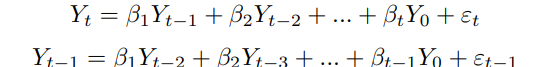 Yₜ = β₁Yₜ₋₁ + β₂Yₜ₋₂ + ... + βₜY₀ + εₜ
Yₜ₋₁ = β₁Yₜ₋₂ + β₂Yₜ₋₃ + ... + βₜ₋₁Y₀ + εₜ₋₁